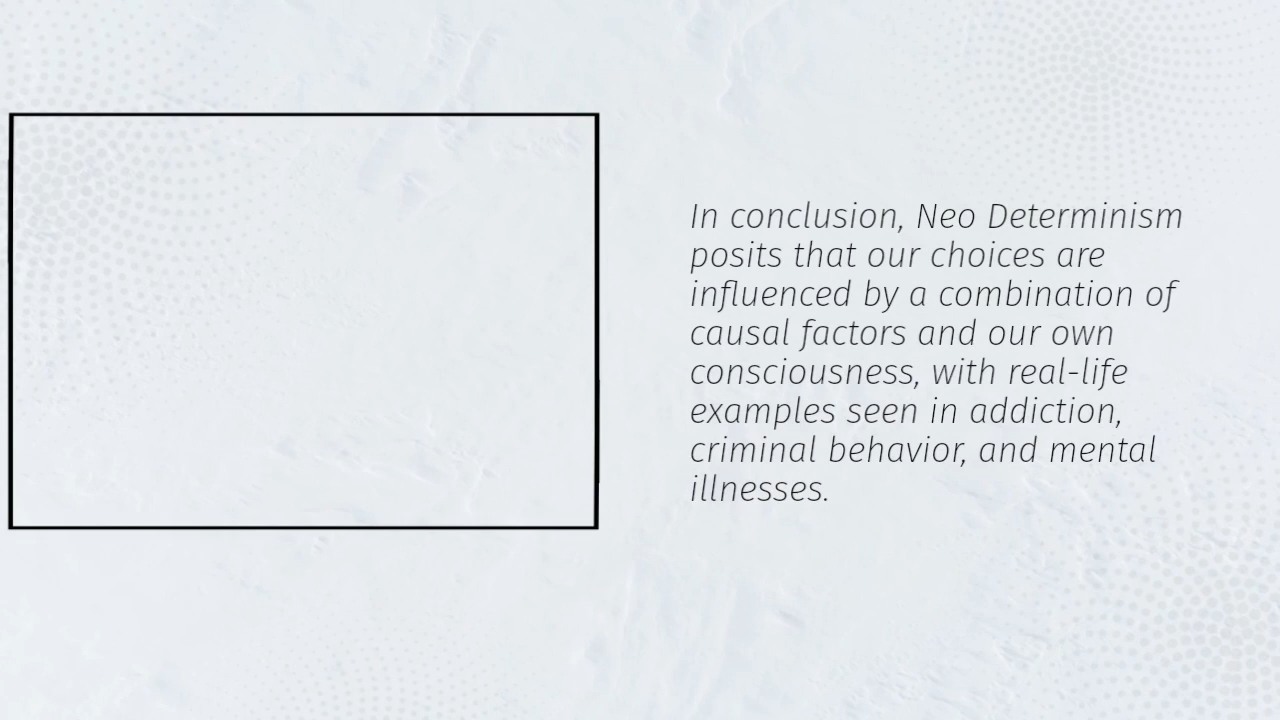 In conclusion, Neo Determinism
posits that our choices are
influenced by a combination of
causal factors and our own
consciousness, with real-life
examples seen in addiction,
criminal behavior, and mental
illnesses.